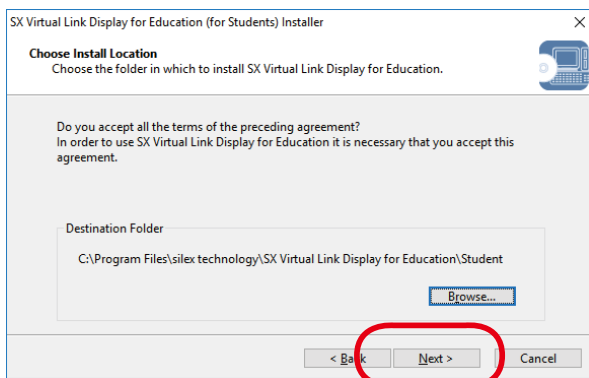 SX Virtual Link Display for Education (for Students) Installer
Choose Install Location
Choose the folder in which to install SX Virtual Link Display for Education.
Do you accept all the terms of the preceding agreement?
In order to use SX Virtual Link Display for Education it is necessary that you accept this
agreement.
Destination Folder
C:\Program Files\silex technology\SX Virtual Link Display for Education\Student
Browse...
< Back Next > Cancel